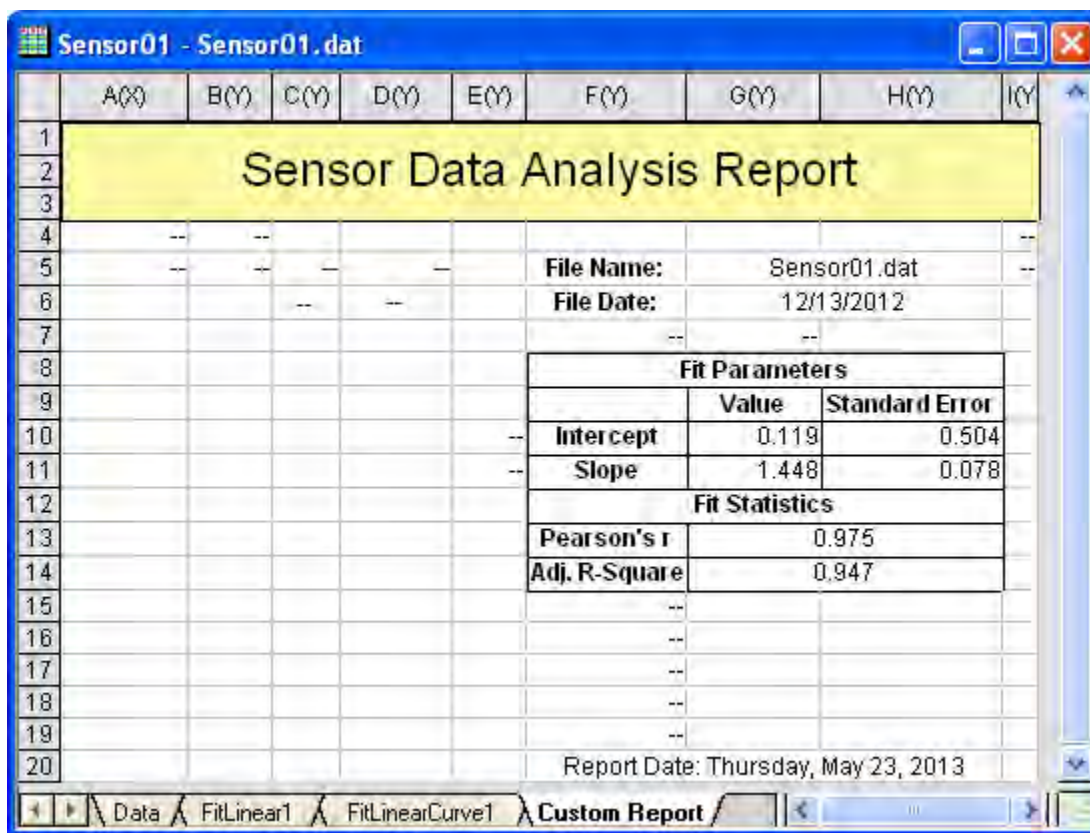 Sensor01 - Sensor01.dat
A(X) B(Y) C(Y) D(Y) E(Y) F(Y) G(Y) H(Y) I(Y
1
2 Sensor Data Analysis Report
3
4 -- -- --
5 -- -- -- -- File Name: Sensor01.dat --
6 -- -- File Date: 12/13/2012
7 -- --
8 Fit Parameters
9 Value Standard Error
10 -- Intercept 0.119 0.504
11 -- Slope 1.448 0.078
12 Fit Statistics
13 Pearson's r 0.975
14 Adj. R-Square 0.947
15 --
16 --
17 --
18 --
19 --
20 Report Date: Thursday, May 23, 2013
Data FitLinear1 FitLinearCurve1 Custom Report